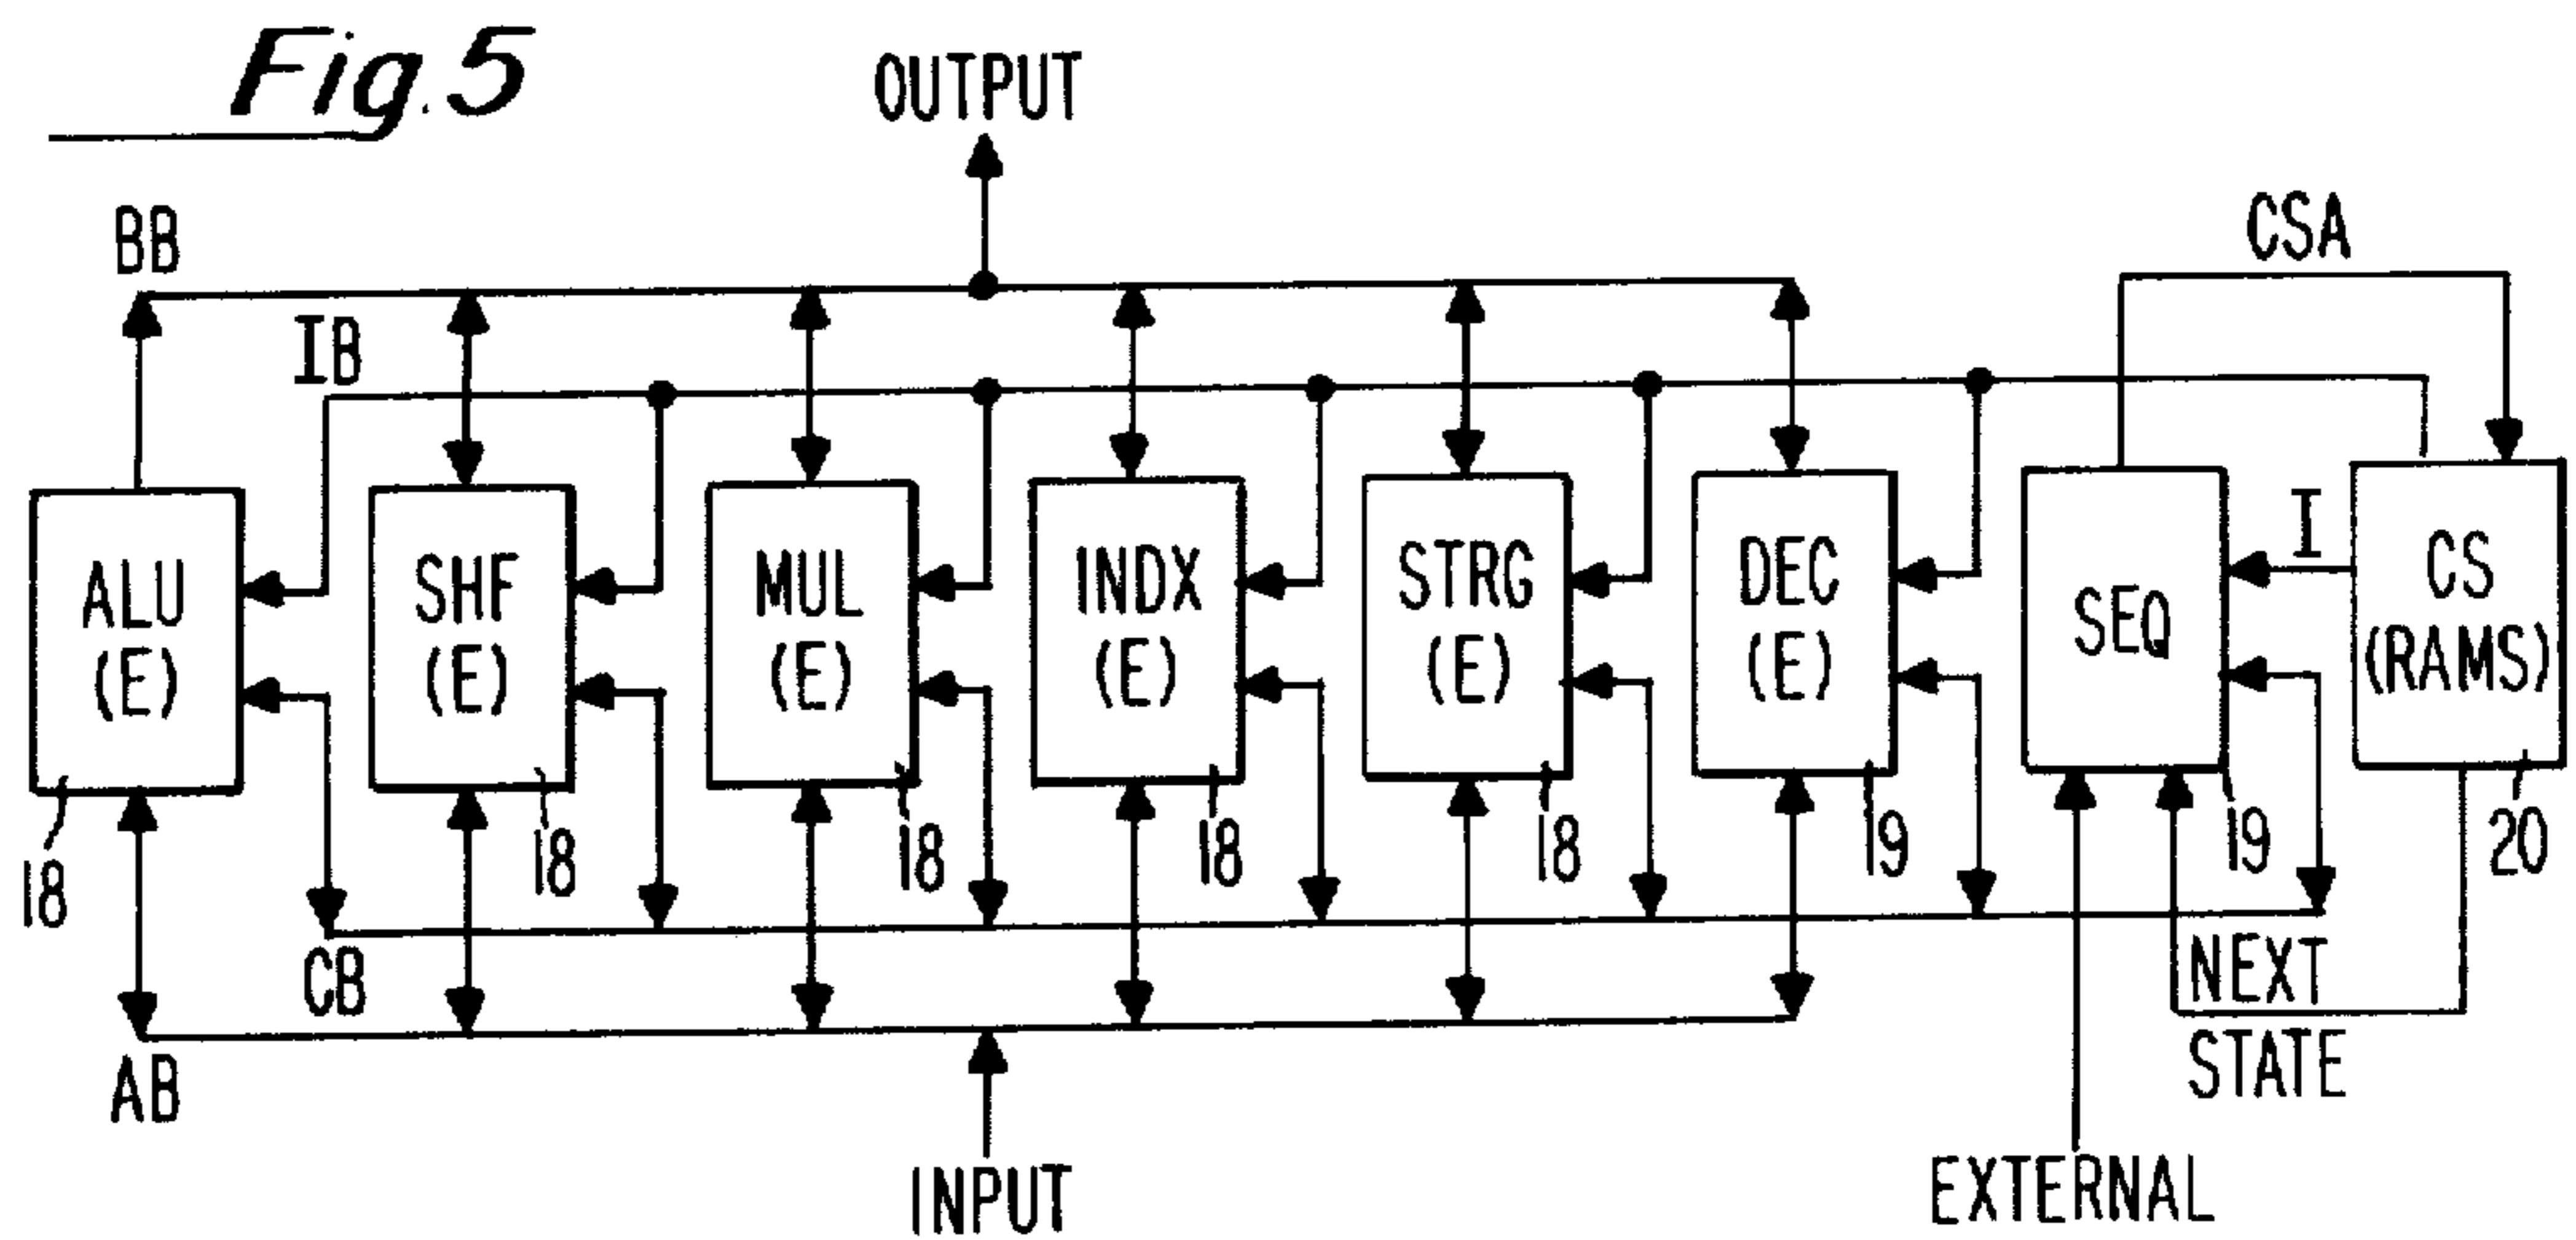 Fig. 5
OUTPUT
BB
CSA
IB
I
ALU
(E)
SHF
(E)
MUL
(E)
INDX
(E)
STRG
(E)
DEC
(E)
SEQ
CS
(RAMS)
18
18
18
18
18
19
19
20
CB
NEXT
STATE
AB
INPUT
EXTERNAL